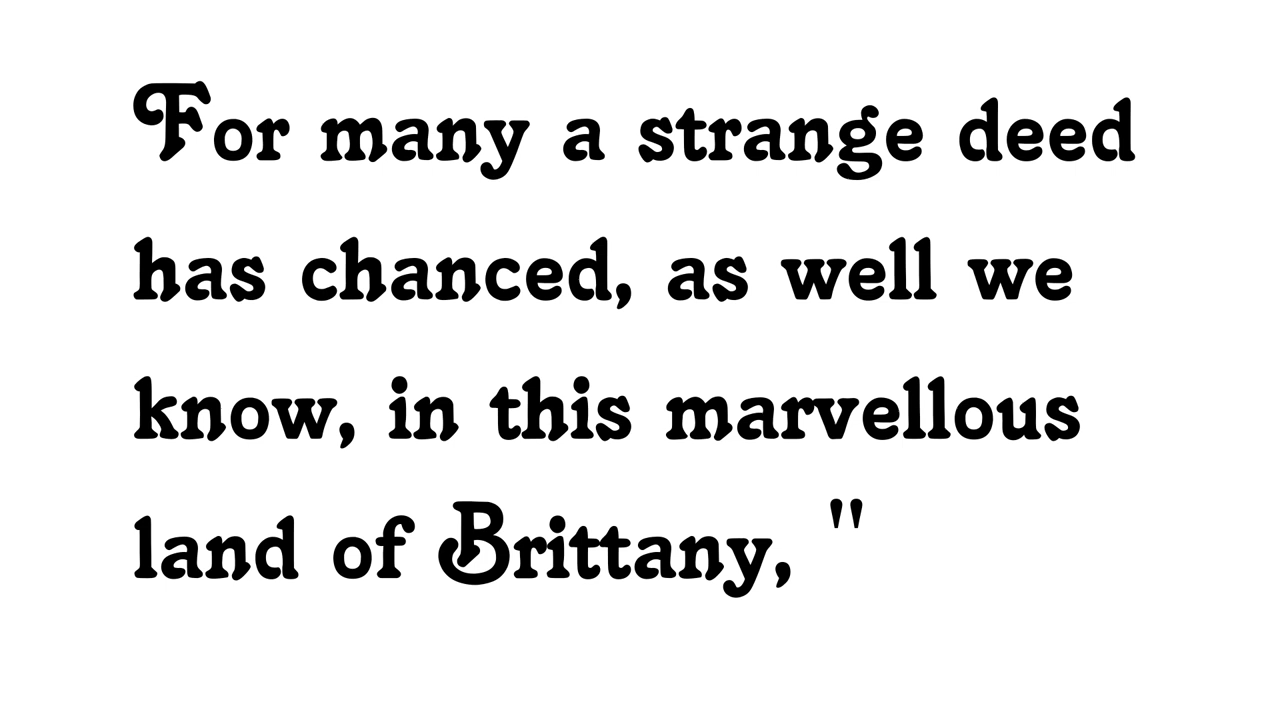 For many a strange deed
has chanced, as well we
know, in this marvellous
land of Brittany, "